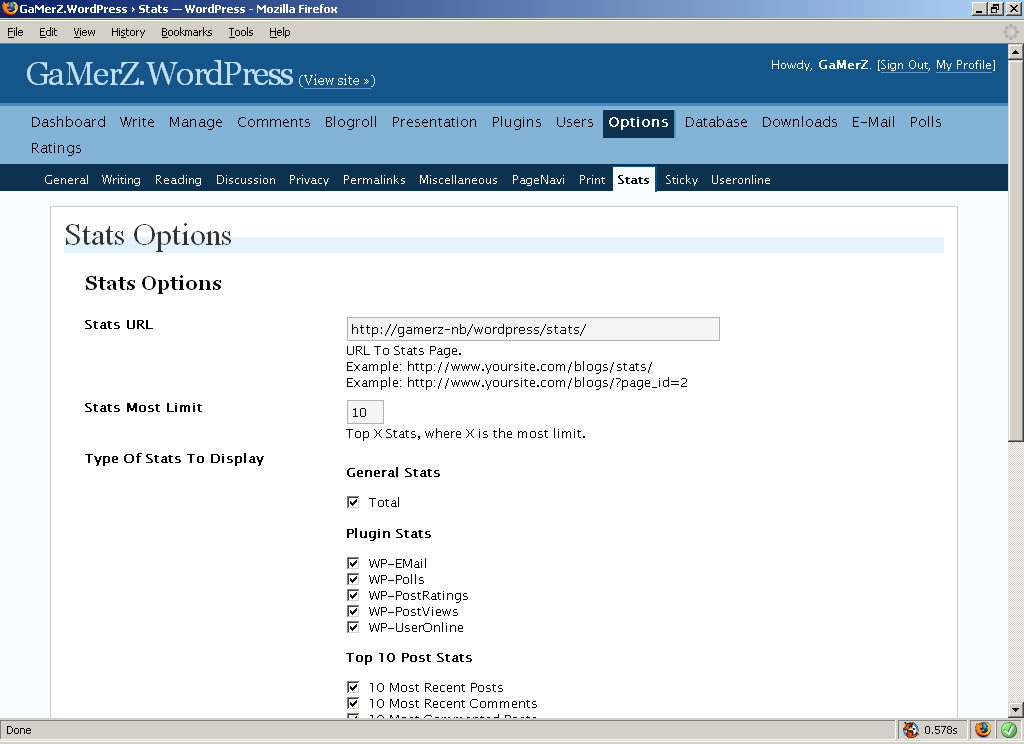 GaMerZ.WordPress › Stats — WordPress - Mozilla Firefox
File Edit View History Bookmarks Tools Help
GaMerZ.WordPress (View site »)
Howdy, GaMerZ. [Sign Out, My Profile]
Dashboard Write Manage Comments Blogroll Presentation Plugins Users Options Database Downloads E-Mail Polls
Ratings
General Writing Reading Discussion Privacy Permalinks Miscellaneous PageNavi Print Stats Sticky Useronline
Stats Options
Stats Options
Stats URL
http://gamerz-nb/wordpress/stats/
URL To Stats Page.
Example: http://www.yoursite.com/blogs/stats/
Example: http://www.yoursite.com/blogs/?page_id=2
Stats Most Limit
10
Top X Stats, where X is the most limit.
Type Of Stats To Display
General Stats
Total
Plugin Stats
WP-EMail
WP-Polls
WP-PostRatings
WP-PostViews
WP-UserOnline
Top 10 Post Stats
10 Most Recent Posts
10 Most Recent Comments
10 Most Commented Posts
Done
0.578s